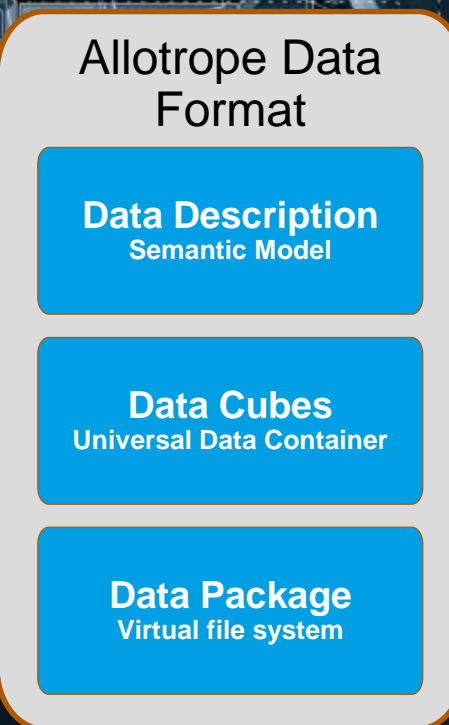 Allotrope Data
Format
Data Description
Semantic Model
Data Cubes
Universal Data Container
Data Package
Virtual file system